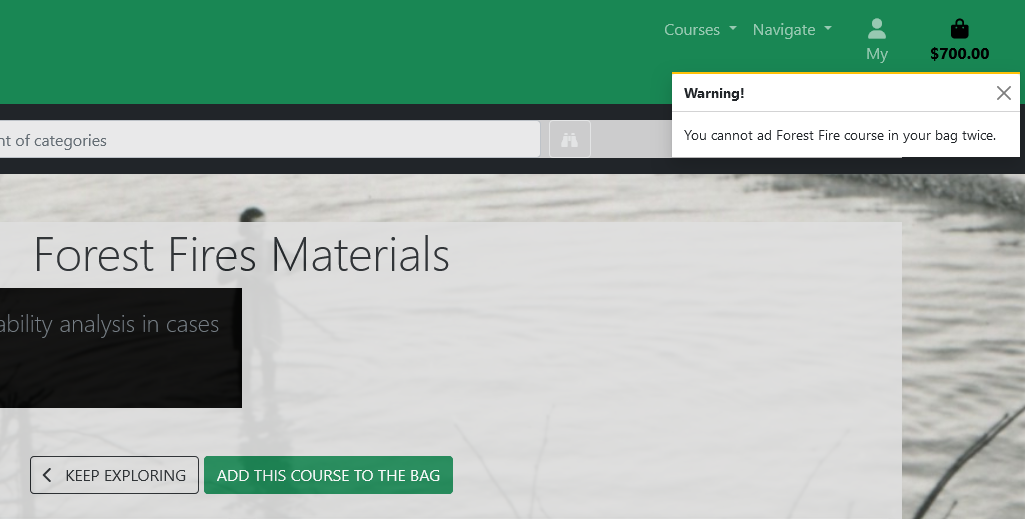 Courses
Navigate
My
$700.00
Warning!
You cannot ad Forest Fire course in your bag twice.
nt of categories
Forest Fires Materials
ability analysis in cases
KEEP EXPLORING
ADD THIS COURSE TO THE BAG